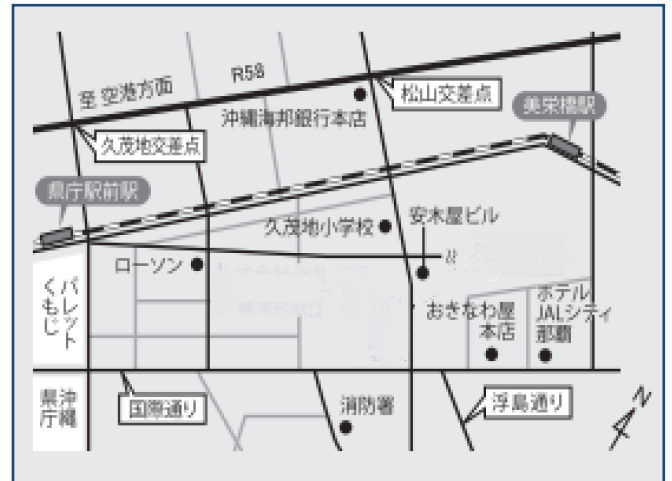 至 空港方面
R58
松山交差点
沖縄海邦銀行本店
美栄橋駅
久茂地交差点
県庁駅前駅
久茂地小学校
安木屋ビル
ローソン
パレット
くもじ
おきなわ屋
本店
ホテル
JALシティ
那覇
沖縄
県庁
国際通り
消防署
浮島通り
N